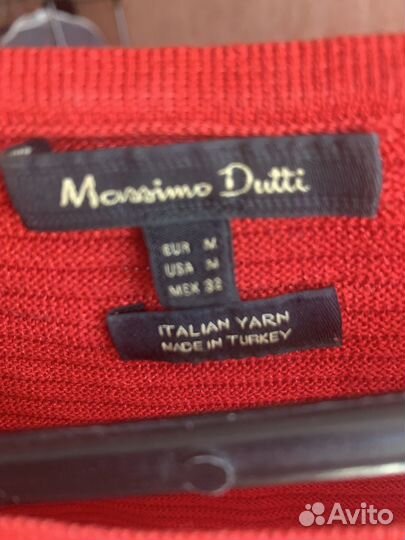 Massimo Dutti
EUR M
USA M
MEX 38
ITALIAN YARN
MADE IN TURKEY
Avito